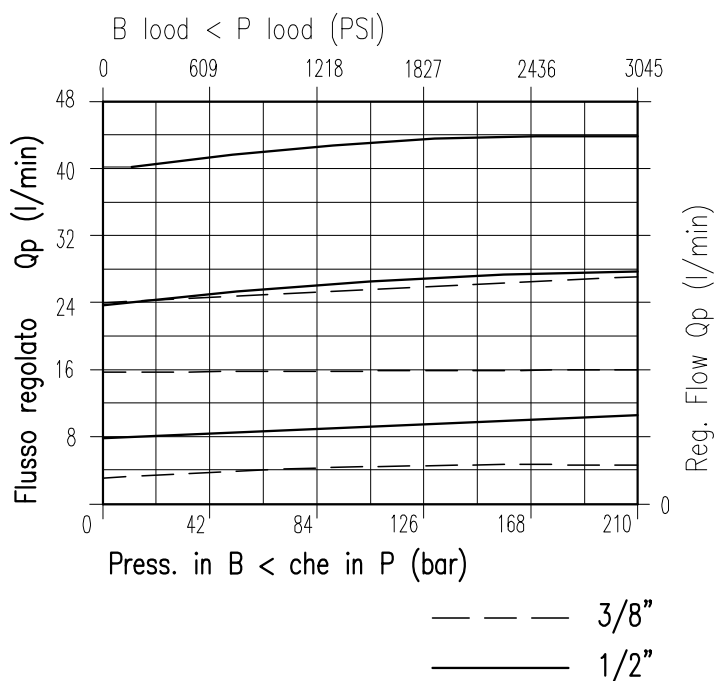 B lood < P lood (PSI)
0 609 1218 1827 2436 3045
48
40
32
24
16
8
0
Flusso regolato Qp (l/min)
Reg. Flow Qp (l/min)
0
42 84 126 168 210
Press. in B < che in P (bar)
3/8"
1/2"